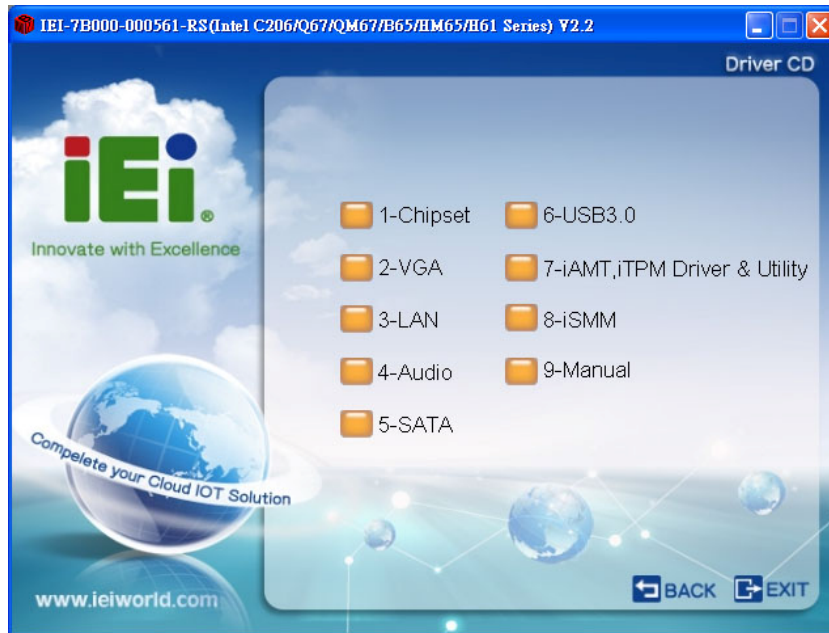 IEI-7B000-000561-RS(Intel C206/Q67/QM67/B65/HM65/H61 Series) V2.2
Driver CD
iEi®
Innovate with Excellence
1-Chipset
2-VGA
3-LAN
4-Audio
5-SATA
6-USB3.0
7-iAMT,iTPM Driver & Utility
8-iSMM
9-Manual
Compelete your Cloud IOT Solution
www.ieiworld.com
BACK
EXIT